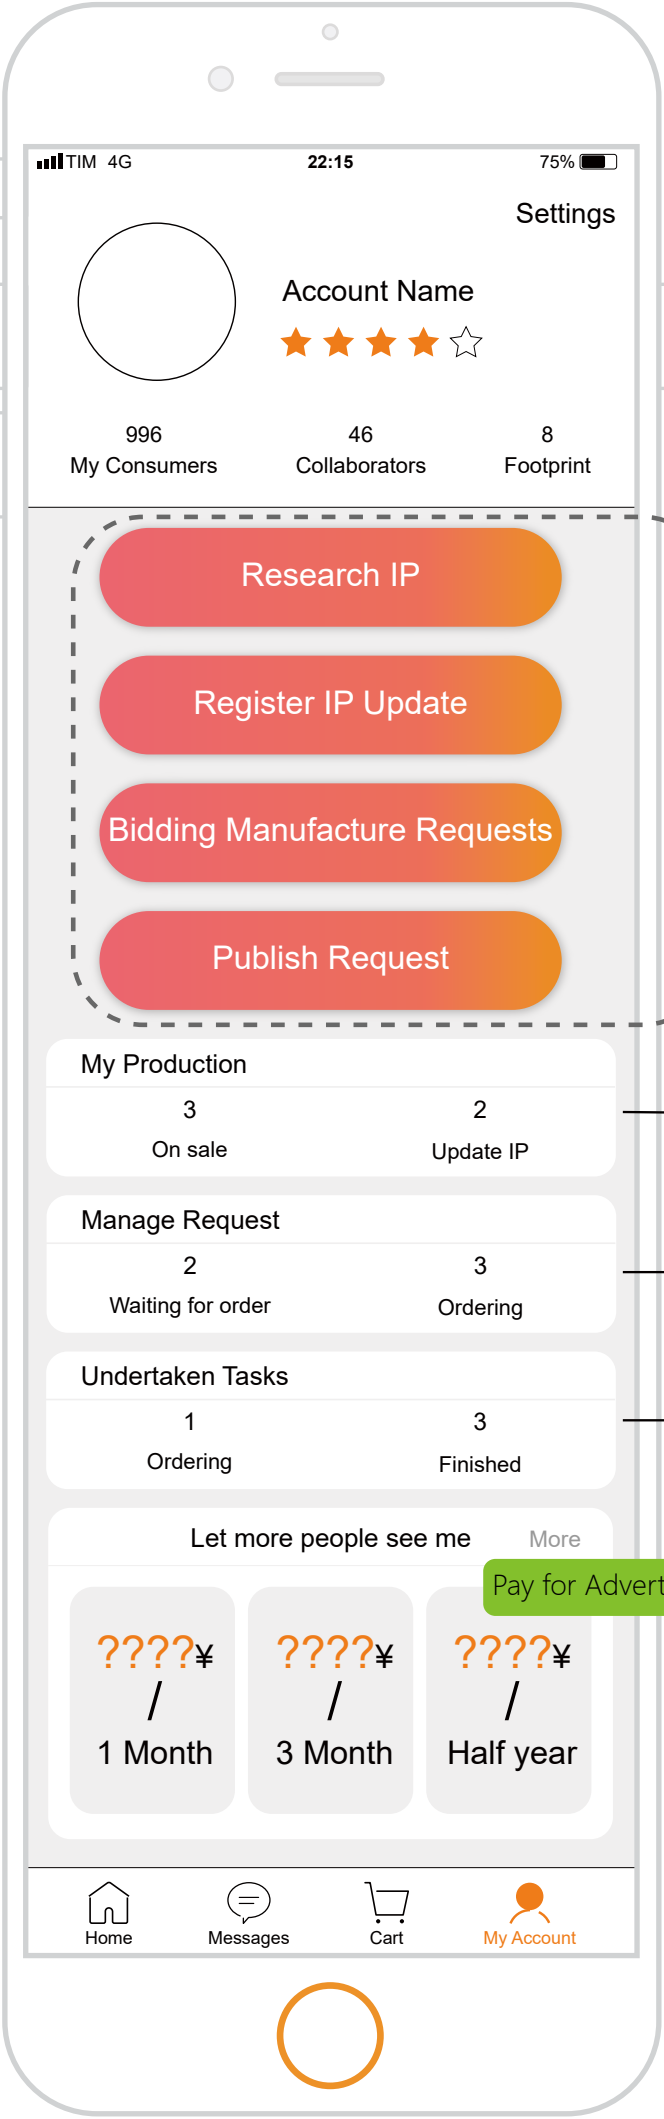 TIM 4G 22:15 75%
Settings
Account Name
996 46 8
My Consumers Collaborators Footprint
Research IP
Register IP Update
Bidding Manufacture Requests
Publish Request
My Production
3 2
On sale Update IP
Manage Request
2 3
Waiting for order Ordering
Undertaken Tasks
1 3
Ordering Finished
Let more people see me More
Pay for Advert
????¥ ????¥ ????¥
/ / /
1 Month 3 Month Half year
Home Messages Cart My Account